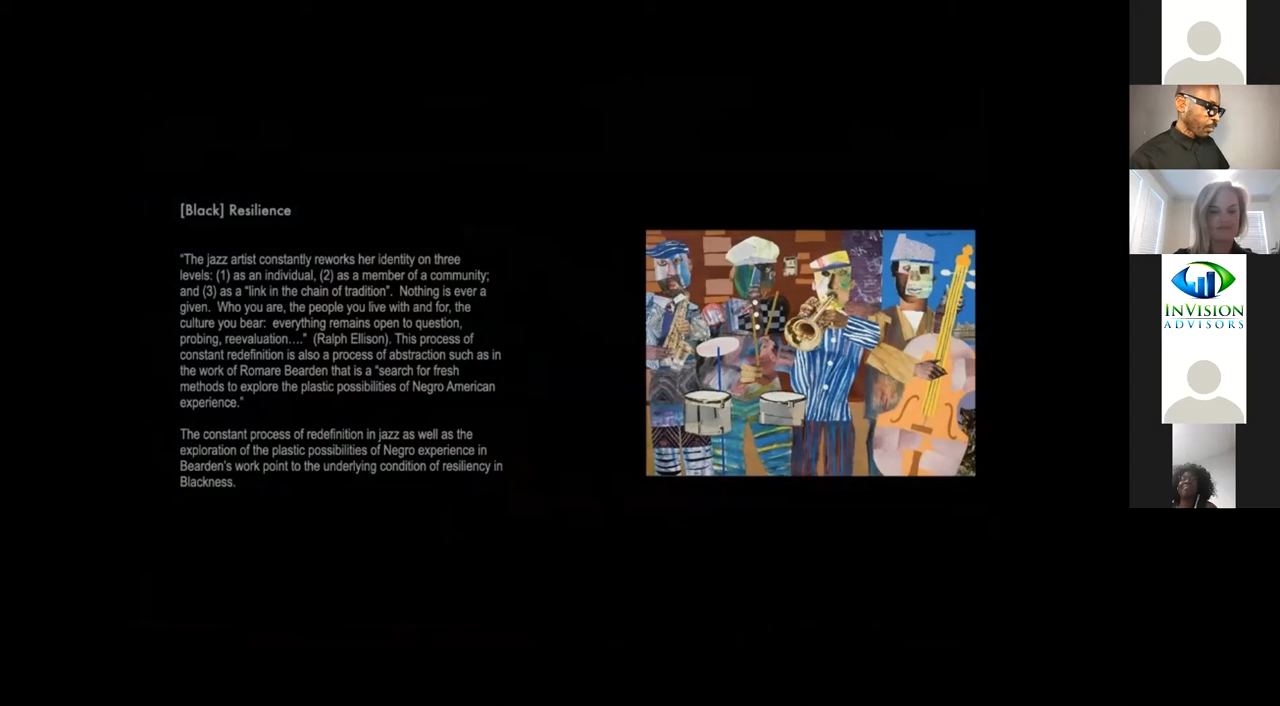 [Black] Resilience
“The jazz artist constantly reworks her identity on three
levels: (1) as an individual, (2) as a member of a community;
and (3) as a “link in the chain of tradition”.  Nothing is ever a
given.  Who you are, the people you live with and for, the
culture you bear:  everything remains open to question,
probing, reevaluation….”  (Ralph Ellison). This process of
constant redefinition is also a process of abstraction such as in
the work of Romare Bearden that is a “search for fresh
methods to explore the plastic possibilities of Negro American
experience.”
The constant process of redefinition in jazz as well as the
exploration of the plastic possibilities of Negro experience in
Bearden’s work point to the underlying condition of resiliency in
Blackness.
INVISION
ADVISORS